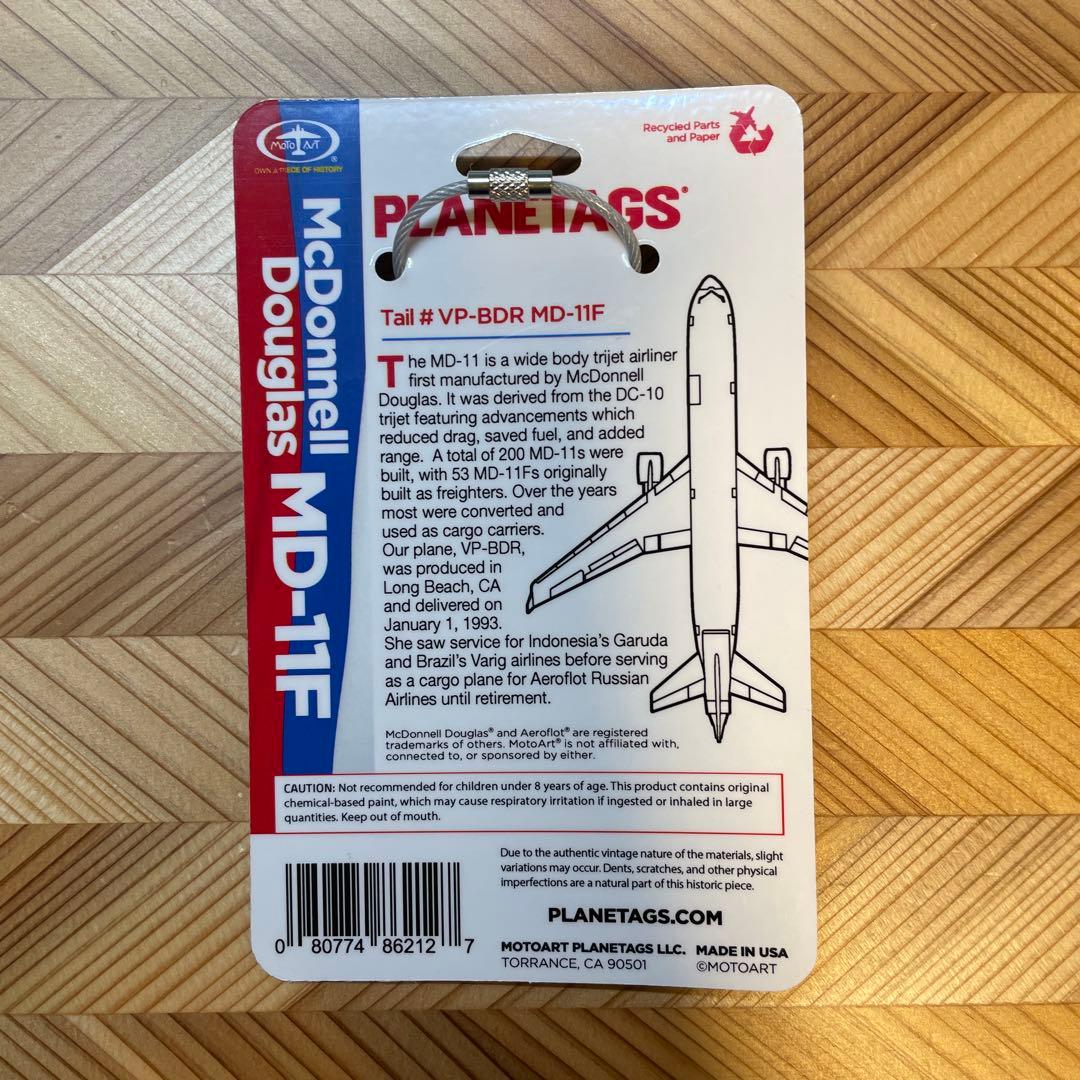 MotoArt®
OWN A PIECE OF HISTORY
Recycled Parts
and Paper
PLANETAGS®
McDonnell
Douglas MD-11F
Tail # VP-BDR MD-11F
The MD-11 is a wide body trijet airliner
first manufactured by McDonnell
Douglas. It was derived from the DC-10
trijet featuring advancements which
reduced drag, saved fuel, and added
range. A total of 200 MD-11s were
built, with 53 MD-11Fs originally
built as freighters. Over the years
most were converted and
used as cargo carriers.
Our plane, VP-BDR,
was produced in
Long Beach, CA
and delivered on
January 1, 1993.
She saw service for Indonesia's Garuda
and Brazil's Varig airlines before serving
as a cargo plane for Aeroflot Russian
Airlines until retirement.
McDonnell Douglas® and Aeroflot® are registered
trademarks of others. MotoArt® is not affiliated with,
connected to, or sponsored by either.
CAUTION: Not recommended for children under 8 years of age. This product contains original
chemical-based paint, which may cause respiratory irritation if ingested or inhaled in large
quantities. Keep out of mouth.
Due to the authentic vintage nature of the materials, slight
variations may occur. Dents, scratches, and other physical
imperfections are a natural part of this historic piece.
PLANETAGS.COM
0 80774 86212 7
MOTOART PLANETAGS LLC. MADE IN USA
TORRANCE, CA 90501 ©MOTOART